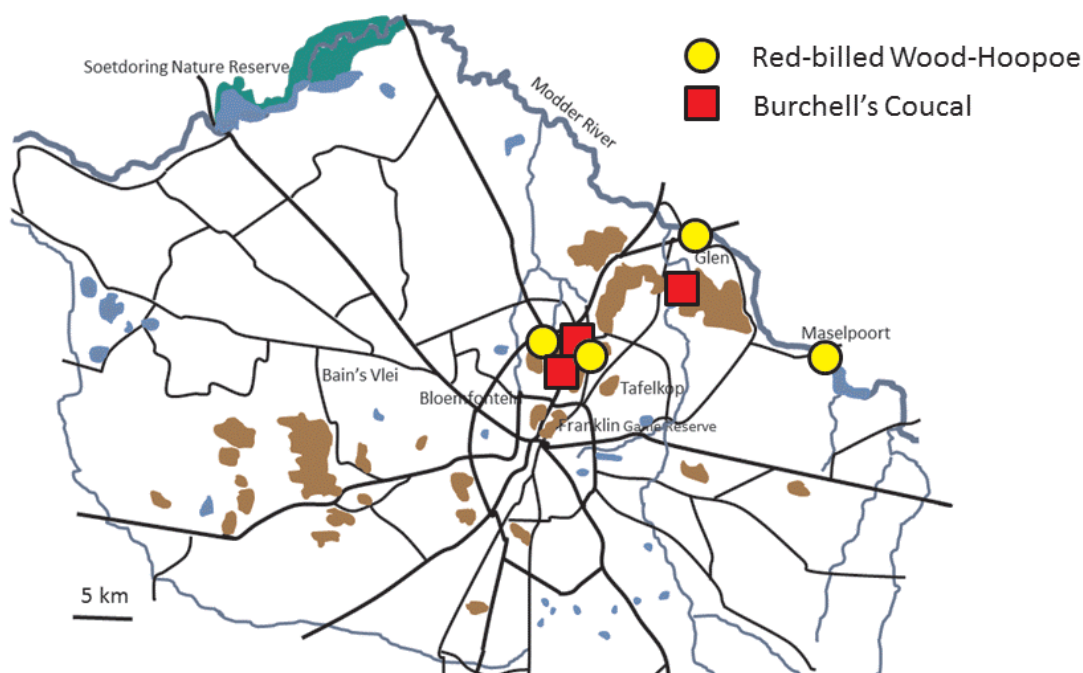 Red-billed Wood-Hoopoe
Burchell's Coucal
Soetdoring Nature Reserve
Modder River
Glen
Maselpoort
Bain's Vlei
Tafelkop
Bloemfontein
Franklin Game Reserve
5 km